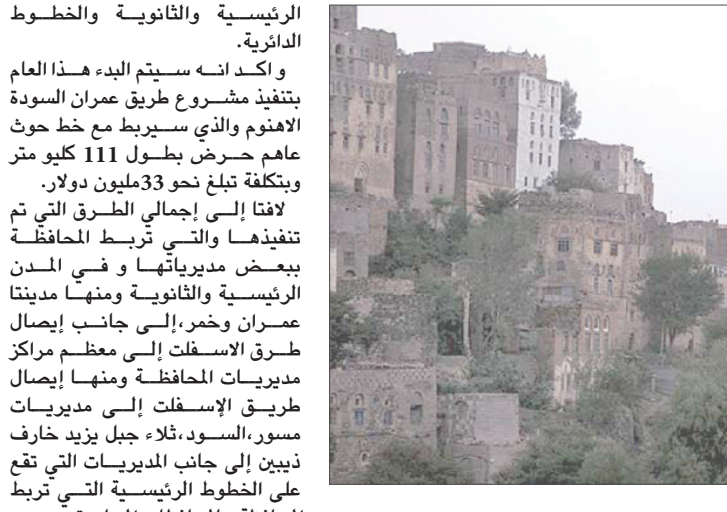 الرئيسية والثانوية والخطوط
الدائرية.
واكد انه سيتم البدء هذا العام
بتنفيذ مشروع طريق عمران السودة
الاهنوم والذي سيربط مع خط حوث
عاهم حرض بطول 111 كليو متر
وبتكلفة تبلغ نحو 33مليون دولار.
لافتا إلى إجمالي الطرق التي تم
تنفيذها والتي تربط المحافظة
ببعض مديرياتها و في المدن
الرئيسية والثانوية ومنها مدينتا
عمران وخمر،إلى جانب إيصال
طرق الاسفلت إلى معظم مراكز
مديريات المحافظة ومنها إيصال
طريق الإسفلت إلى مديريات
مسور،السود،ثلاء جبل يزيد خارف
ذيبين إلى جانب المديريات التي تقع
على الخطوط الرئيسية التي تربط